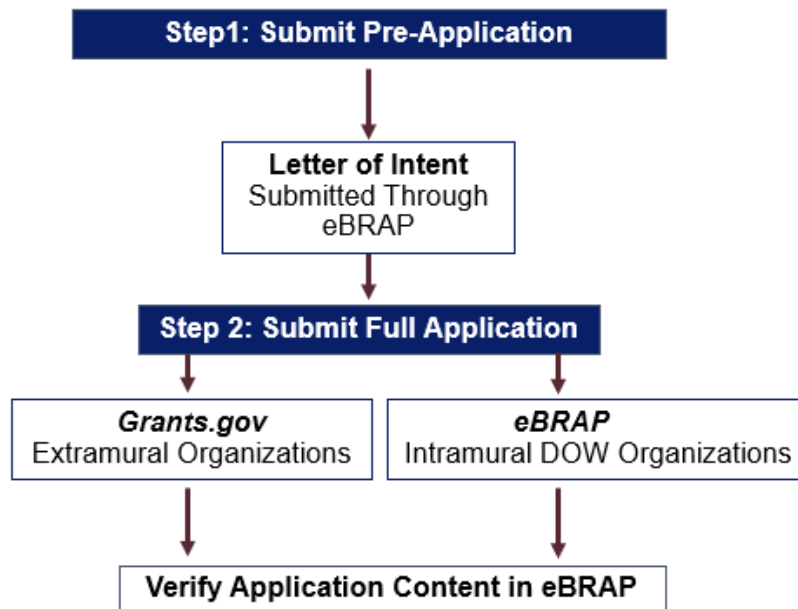 Step1: Submit Pre-Application
Letter of Intent
Submitted Through
eBRAP
Step 2: Submit Full Application
Grants.gov
Extramural Organizations
eBRAP
Intramural DOW Organizations
Verify Application Content in eBRAP